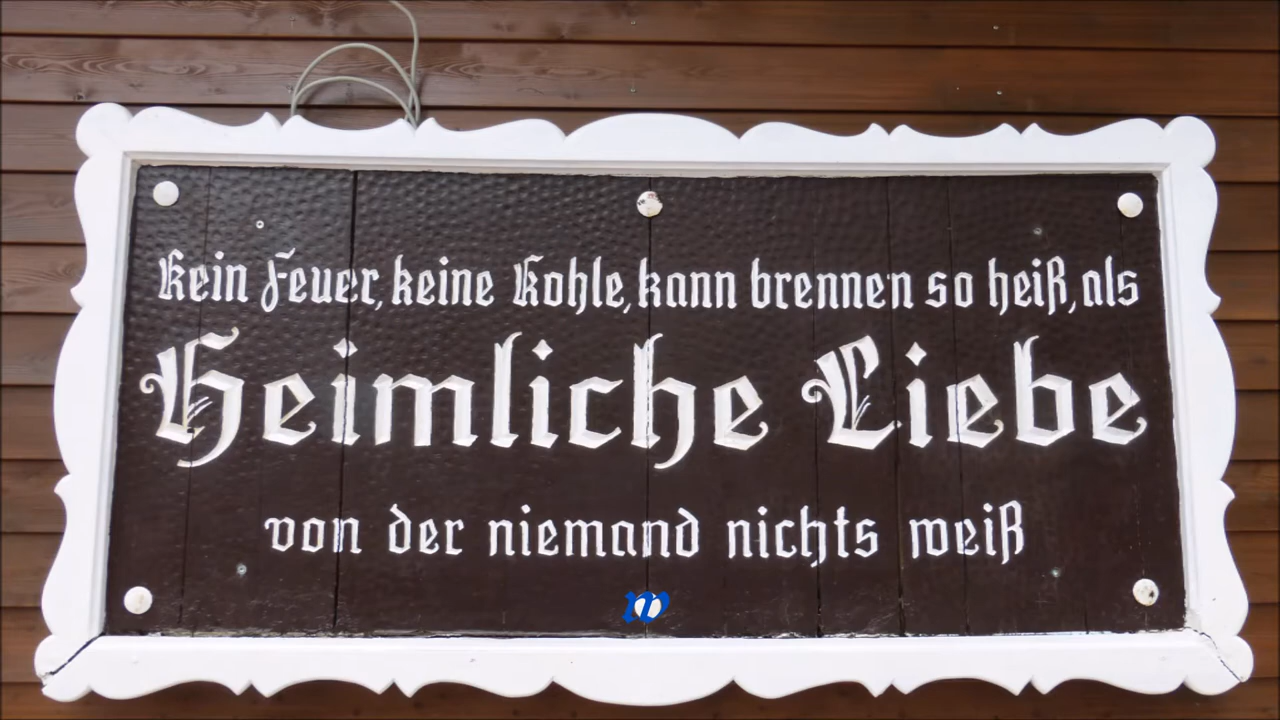 Kein Feuer, keine Kohle, kann brennen so heiß, als
Heimliche Liebe
von der niemand nichts weiß
w